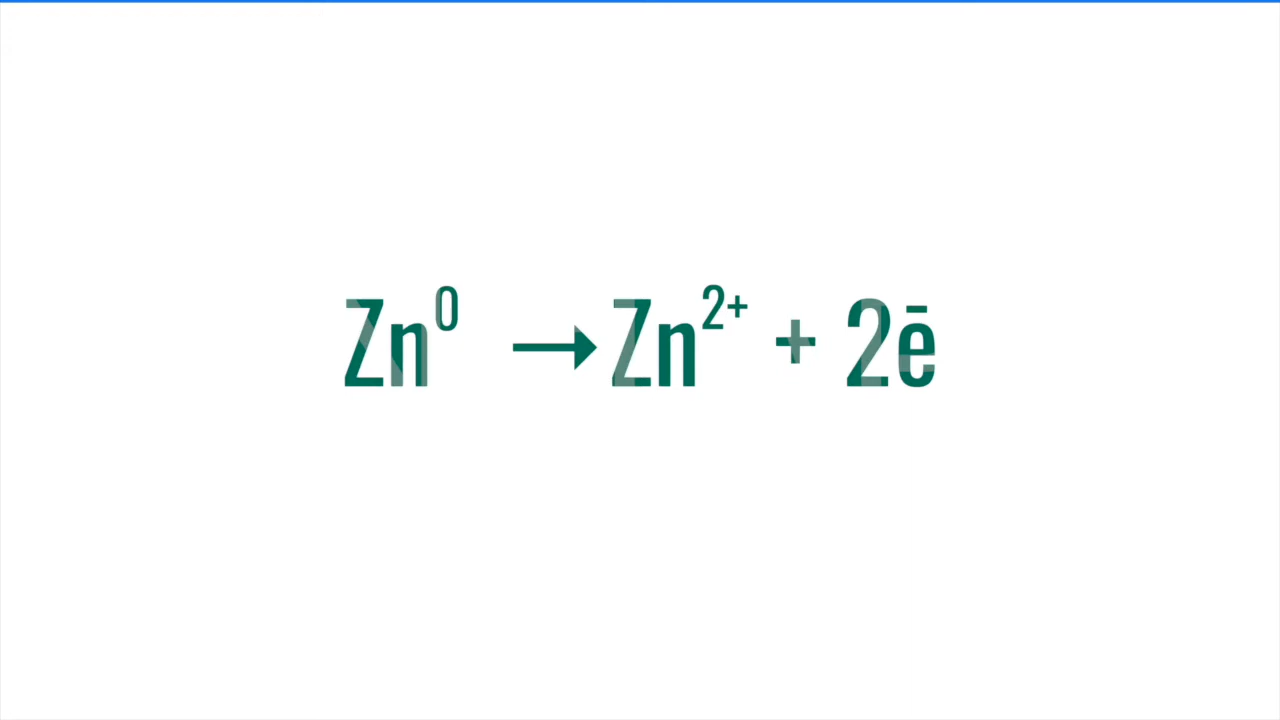 Zn⁰ → Zn²⁺ + 2ē